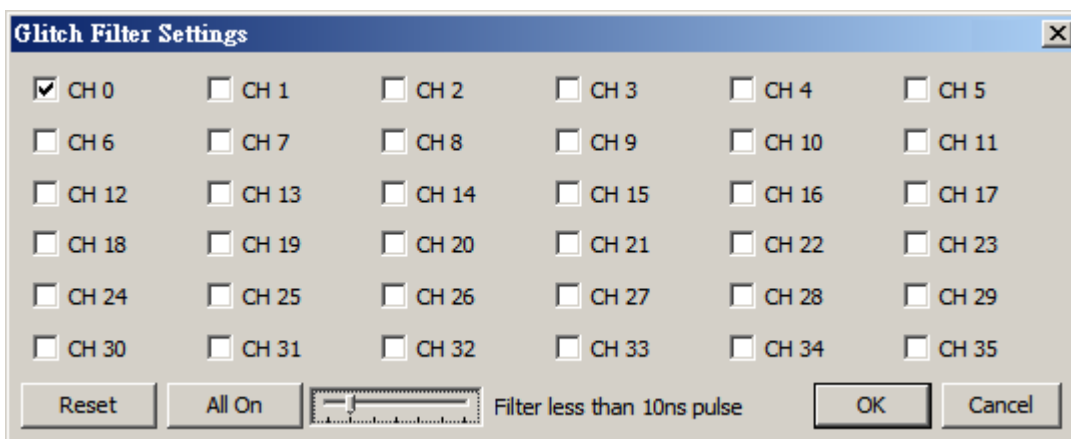 Glitch Filter Settings
CH 0 CH 1 CH 2 CH 3 CH 4 CH 5
CH 6 CH 7 CH 8 CH 9 CH 10 CH 11
CH 12 CH 13 CH 14 CH 15 CH 16 CH 17
CH 18 CH 19 CH 20 CH 21 CH 22 CH 23
CH 24 CH 25 CH 26 CH 27 CH 28 CH 29
CH 30 CH 31 CH 32 CH 33 CH 34 CH 35
Reset All On Filter less than 10ns pulse OK Cancel